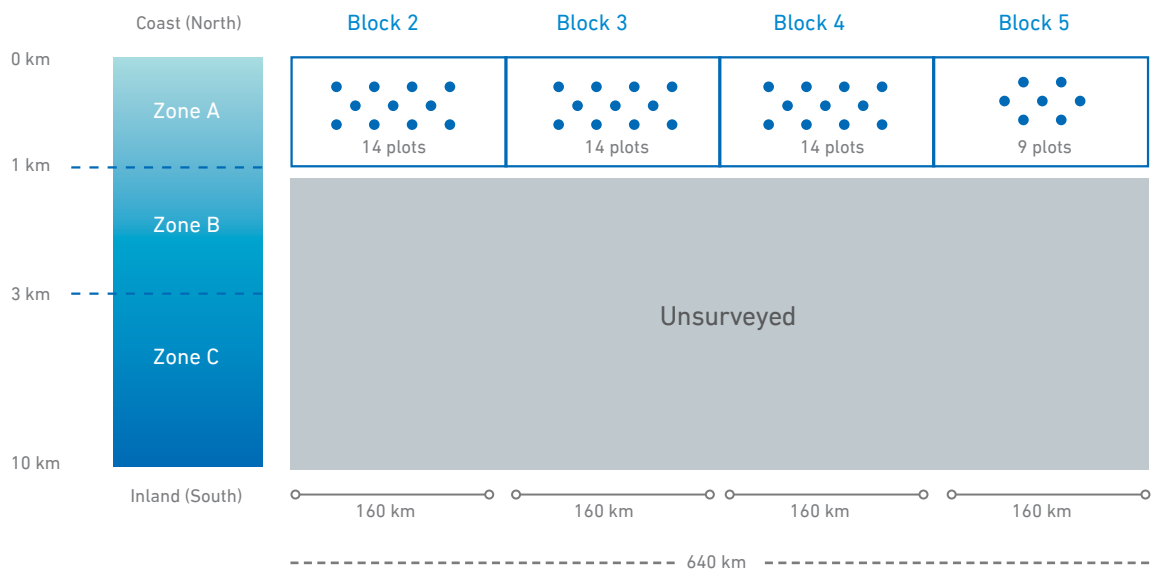 Coast (North)
Block 2
Block 3
Block 4
Block 5
0 km
Zone A
14 plots
14 plots
14 plots
9 plots
1 km
Zone B
3 km
Unsurveyed
Zone C
10 km
Inland (South)
160 km
160 km
160 km
160 km
640 km